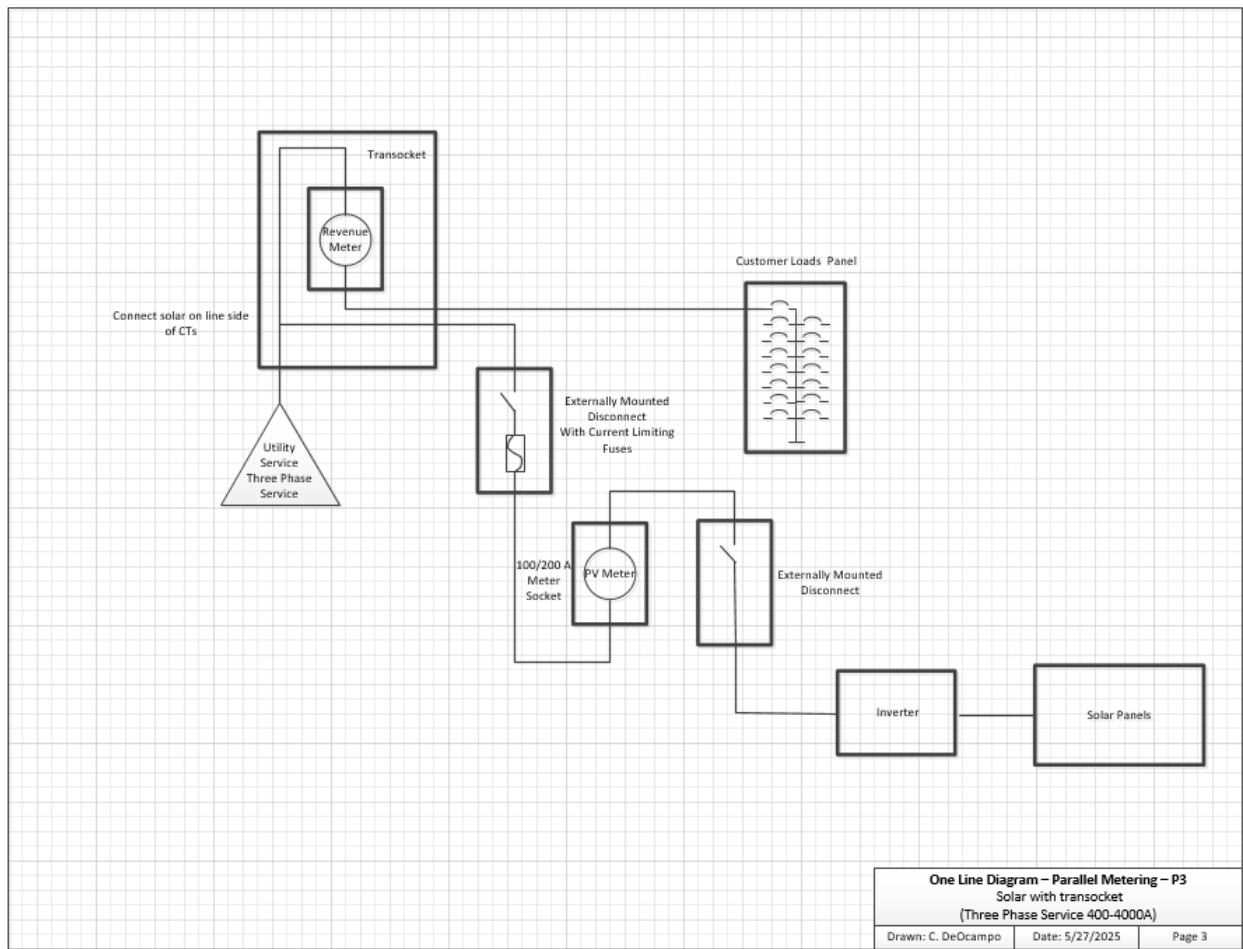 Transocket
Revenue
Meter
Customer Loads  Panel
Connect solar on line side
of CTs
Externally Mounted
Disconnect
With Current Limiting
Fuses
Utility
Service
Three Phase
Service
100/200 A
Meter
Socket
PV Meter
Externally Mounted
Disconnect
Inverter
Solar Panels
One Line Diagram – Parallel Metering – P3
Solar with transocket
(Three Phase Service 400-4000A)
Drawn: C. DeOcampo
Date: 5/27/2025
Page 3